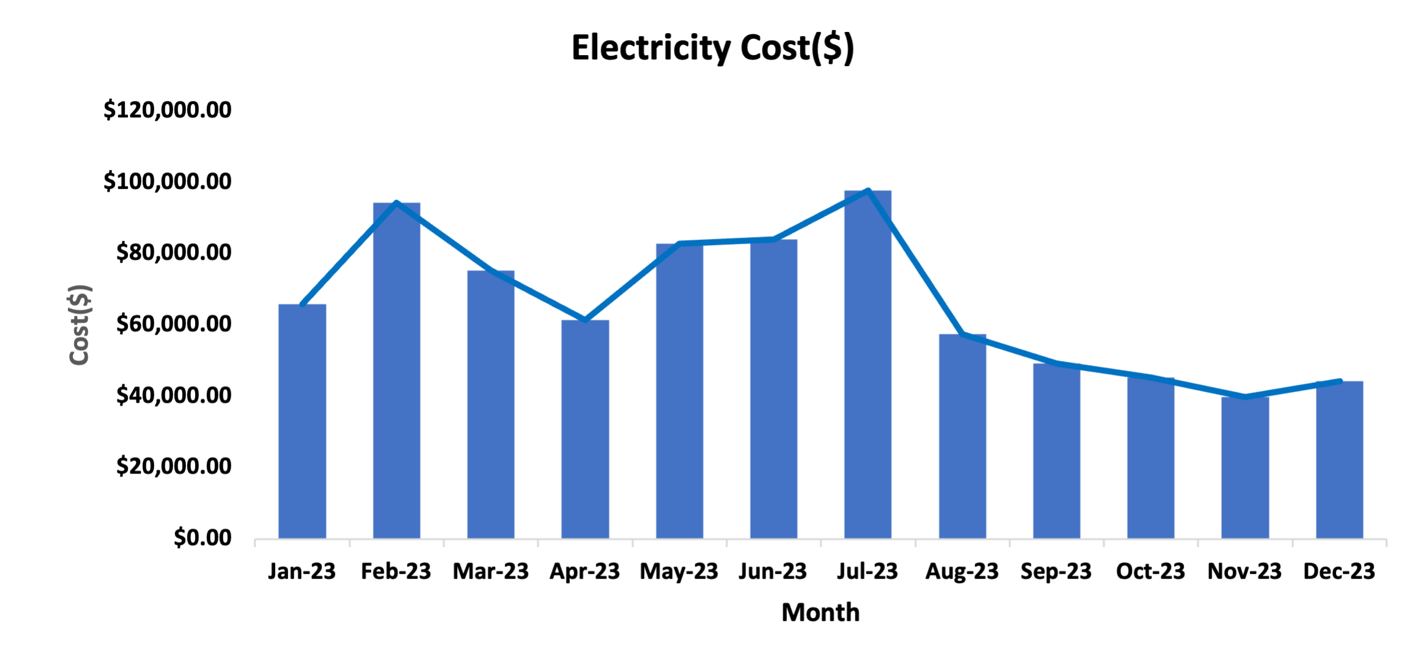 Electricity Cost($)
$120,000.00
$100,000.00
$80,000.00
$60,000.00
$40,000.00
$20,000.00
$0.00
Cost($)
Jan-23 Feb-23 Mar-23 Apr-23 May-23 Jun-23 Jul-23 Aug-23 Sep-23 Oct-23 Nov-23 Dec-23
Month